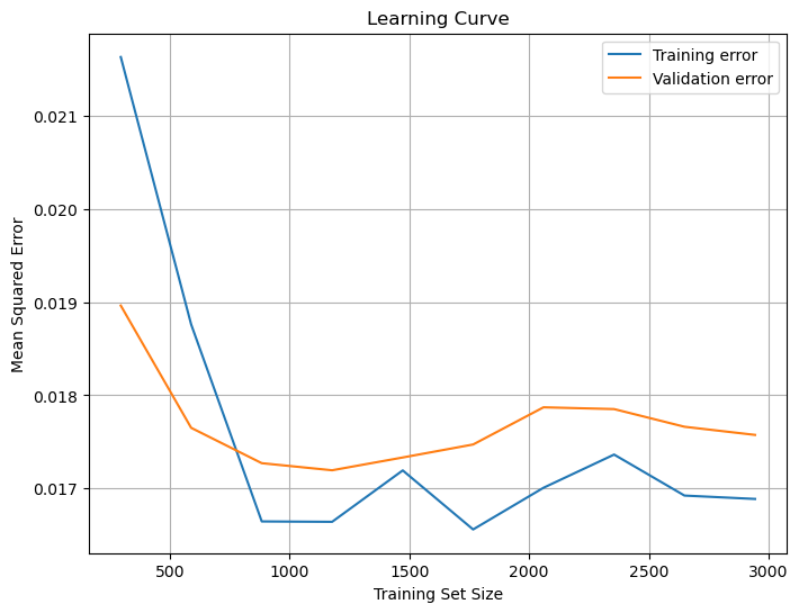 Learning Curve
Training error
Validation error
0.021
0.020
0.019
0.018
0.017
Mean Squared Error
500
1000
1500
2000
2500
3000
Training Set Size